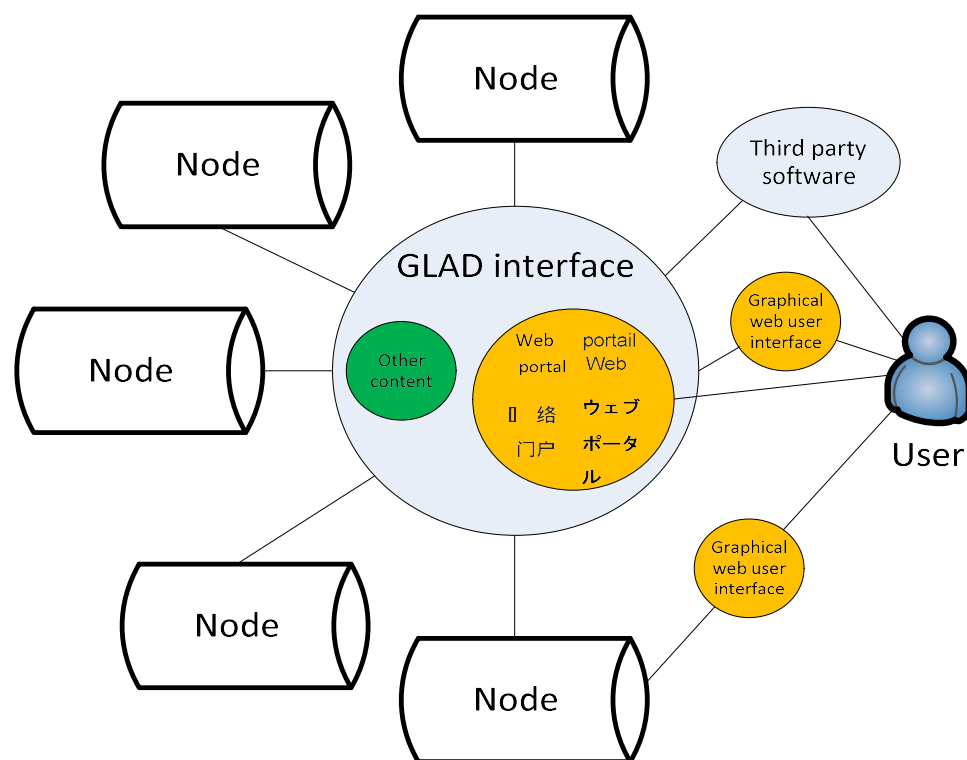 Node
Node
Third party
software
GLAD interface
Graphical
web user
interface
Web
portal
portail
Web
Other
content
Node
络
门户
ウェブ
ポータ
ル
User
Graphical
web user
interface
Node
Node